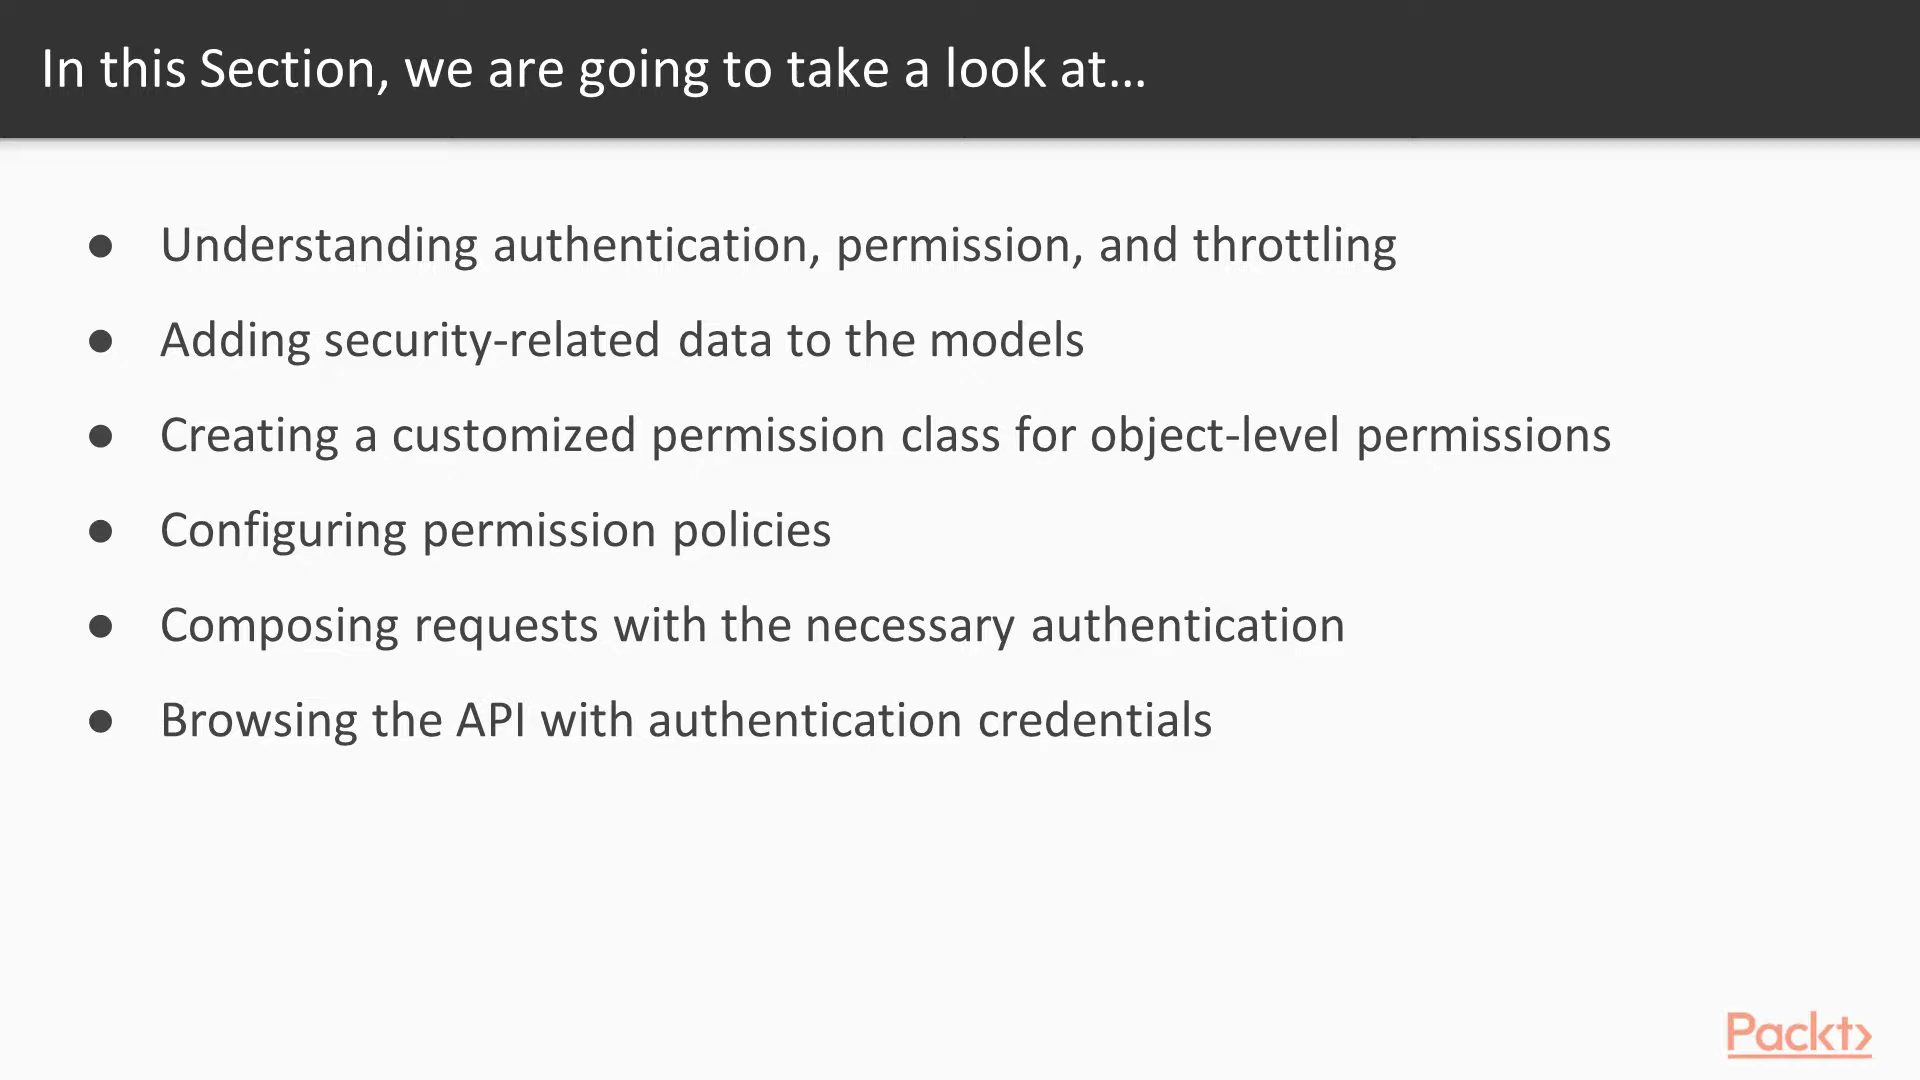 In this Section, we are going to take a look at...
● Understanding authentication, permission, and throttling
● Adding security-related data to the models
● Creating a customized permission class for object-level permissions
● Configuring permission policies
● Composing requests with the necessary authentication
● Browsing the API with authentication credentials
Packt>